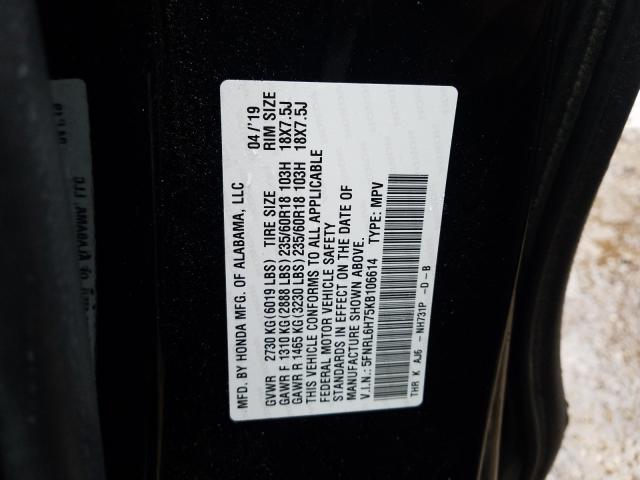 MFD. BY HONDA MFG. OF ALABAMA, LLC 04/'19
GVWR 2730 KG (6019 LBS) TIRE SIZE RIM SIZE
GAWR F 1310 KG (2888 LBS) 235/60R18 103H 18X7.5J
GAWR R 1465 KG (3230 LBS) 235/60R18 103H 18X7.5J
THIS VEHICLE CONFORMS TO ALL APPLICABLE
FEDERAL MOTOR VEHICLE SAFETY
STANDARDS IN EFFECT ON THE DATE OF
MANUFACTURE SHOWN ABOVE.
V.I.N.: 5FNRL6H75KB106614 TYPE: MPV
THR K AJ6 - NH731P -D-B